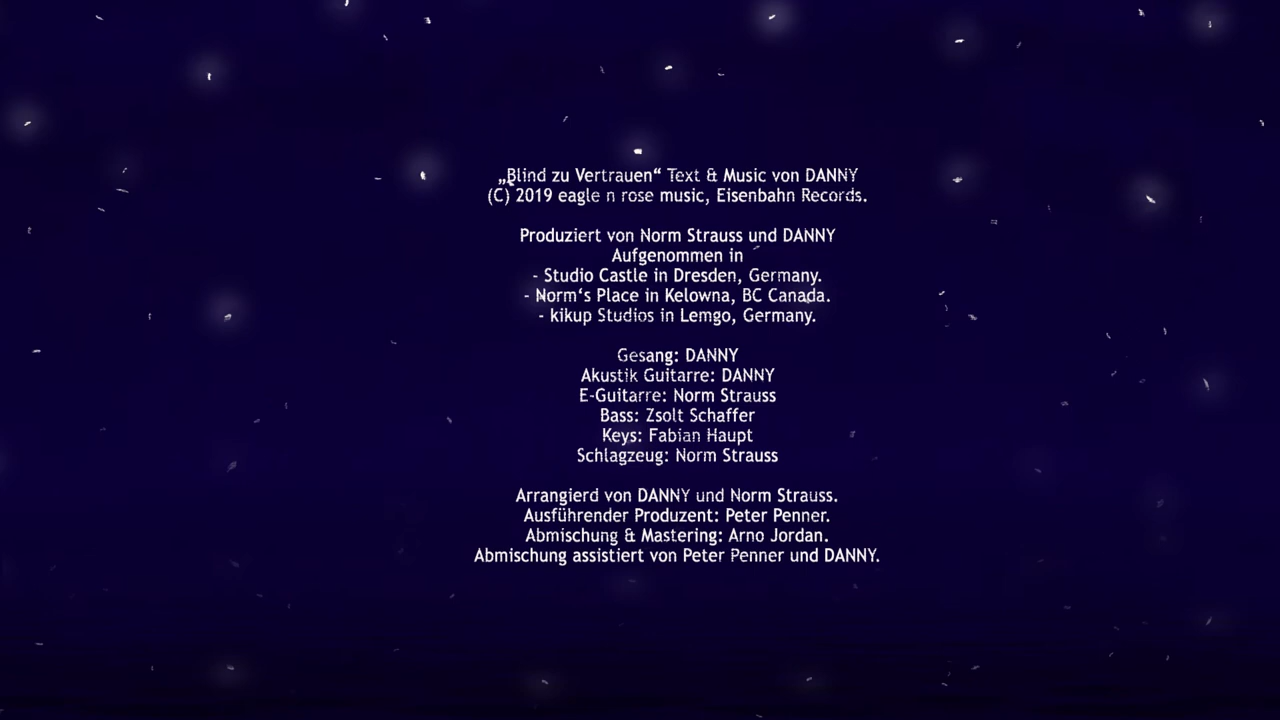 „Blind zu Vertrauen“ Text & Music von DANNY
(C) 2019 eagle n rose music, Eisenbahn Records.
Produziert von Norm Strauss und DANNY
Aufgenommen in
- Studio Castle in Dresden, Germany.
- Norm‘s Place in Kelowna, BC Canada.
- kikup Studios in Lemgo, Germany.
Gesang: DANNY
Akustik Guitarre: DANNY
E-Guitarre: Norm Strauss
Bass: Zsolt Schaffer
Keys: Fabian Haupt
Schlagzeug: Norm Strauss
Arrangierd von DANNY und Norm Strauss.
Ausführender Produzent: Peter Penner.
Abmischung & Mastering: Arno Jordan.
Abmischung assistiert von Peter Penner und DANNY.